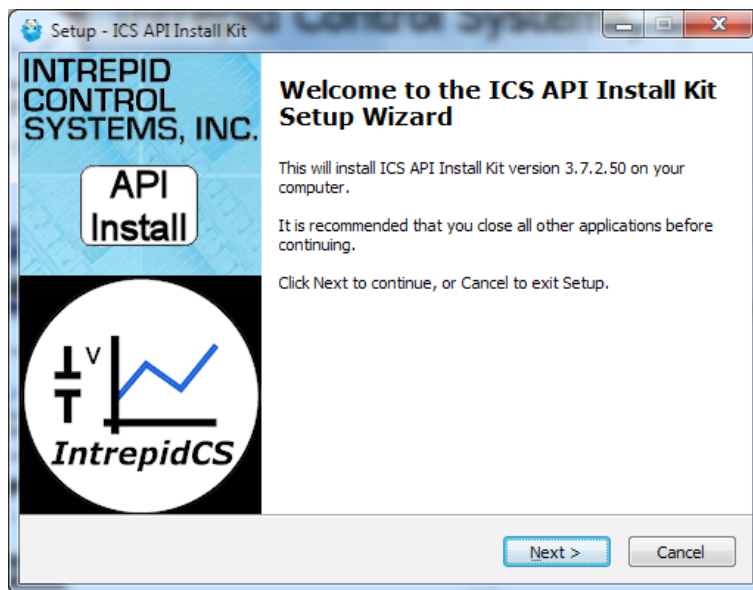 Setup - ICS API Install Kit
INTREPID
CONTROL
SYSTEMS, INC.
API
Install
V
IntrepidCS
Welcome to the ICS API Install Kit
Setup Wizard
This will install ICS API Install Kit version 3.7.2.50 on your
computer.
It is recommended that you close all other applications before
continuing.
Click Next to continue, or Cancel to exit Setup.
Next >
Cancel